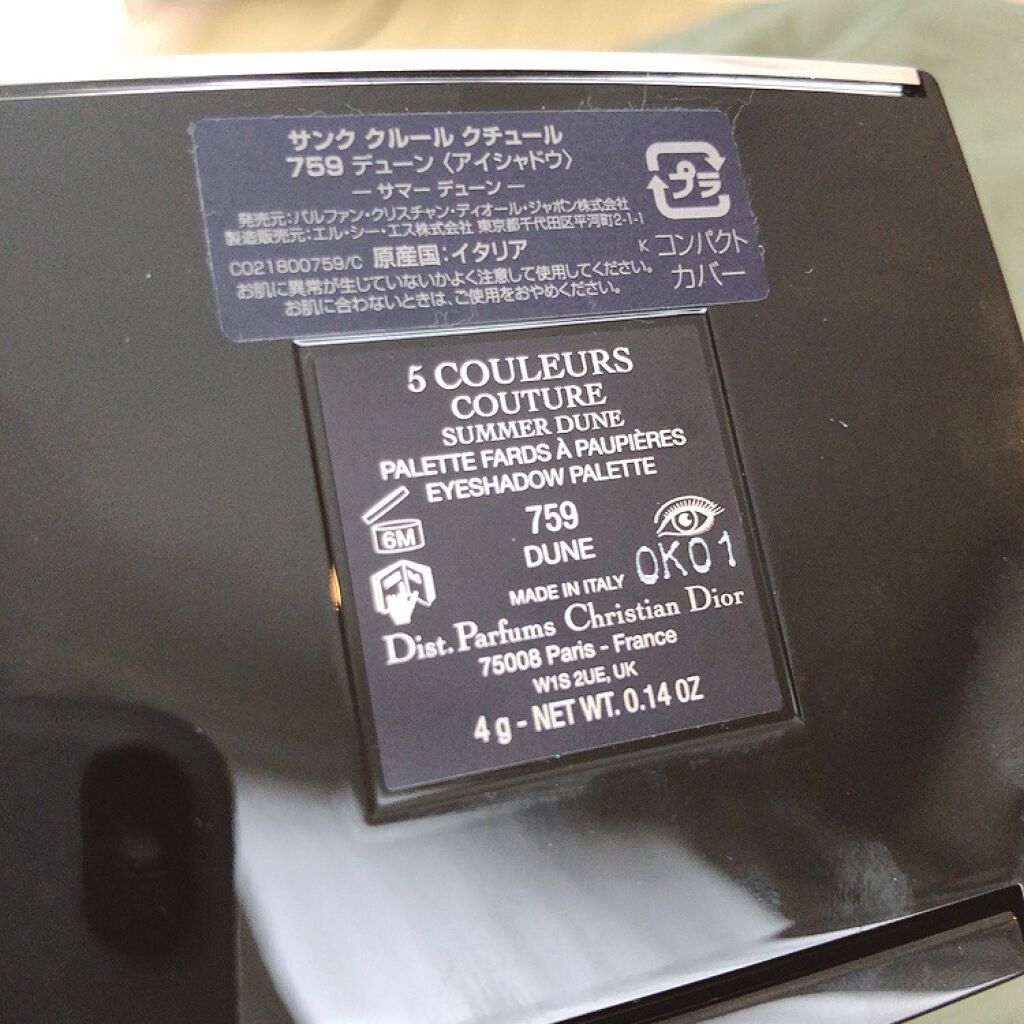 サンク クルール クチュール
759 デューン〈アイシャドウ〉
— サマー デューン —
発売元:パルファン・クリスチャン・ディオール・ジャポン株式会社
製造販売元:エル・シー・エス株式会社 東京都千代田区平河町2-1-1
C021800759/C 原産国:イタリア
お肌に異常が生じていないかよく注意して使用してください。
お肌に合わないときは、ご使用をおやめください。
プラ
K コンパクト
カバー
5 COULEURS
COUTURE
SUMMER DUNE
PALETTE FARDS À PAUPIÈRES
EYESHADOW PALETTE
6M
759
DUNE
0K01
MADE IN ITALY
Dist. Parfums Christian Dior
75008 Paris - France
W1S 2UE, UK
4 g - NET WT. 0.14 OZ